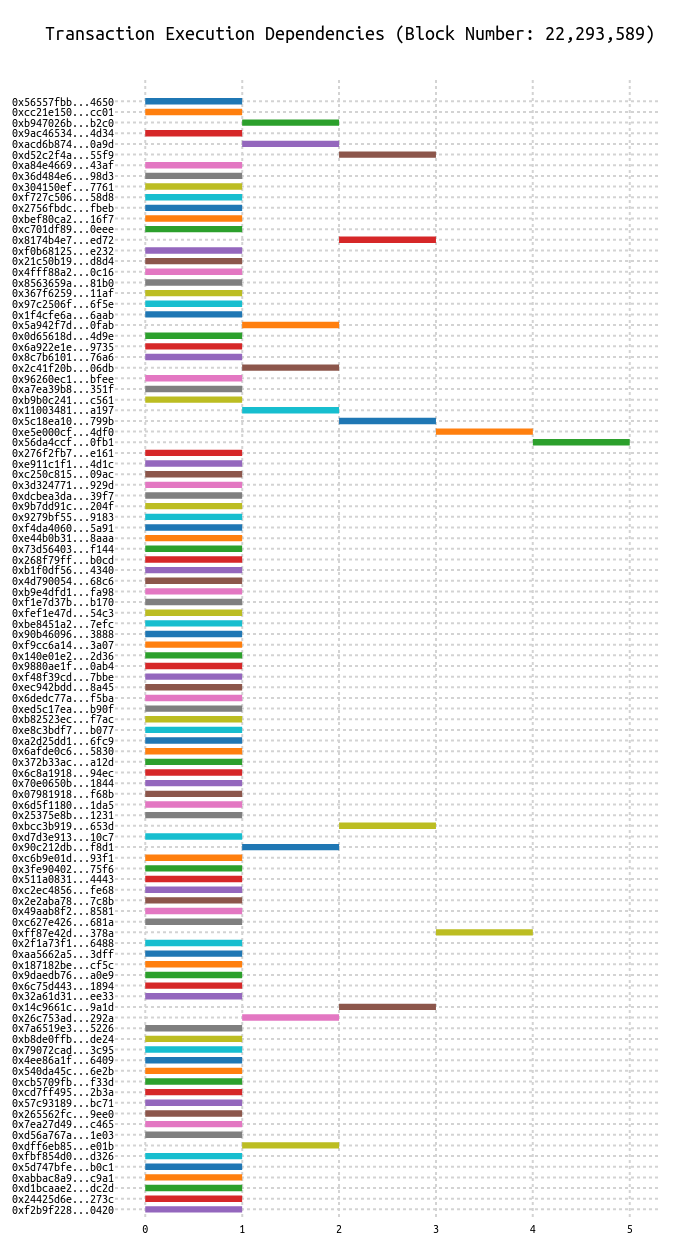 Transaction Execution Dependencies (Block Number: 22,293,589)
0x56557fbb...4650
0xcc21e150...cc01
0xb947026b...b2c0
0x9ac46534...4d34
0xacd6b874...0a9d
0xd52c2f4a...55f9
0xa84e4669...43af
0x36d484e6...98d3
0x304150ef...7761
0xf727c506...58d8
0x2756fbdc...fbeb
0xbef80ca2...16f7
0xc701df89...0eee
0x8174b4e7...ed72
0xf0b68125...e232
0x21c50b19...d8d4
0x4fff88a2...0c16
0x8563659a...81b0
0x367f6259...11af
0x97c2506f...6f5e
0x1f4cfe6a...6aab
0x5a942f7d...0fab
0x0d65618d...4d9e
0x6a922e1e...9735
0x8c7b6101...76a6
0x2c41f20b...06db
0x96260ec1...bfee
0xa7ea39b8...351f
0xb9b0c241...c561
0x11003481...a197
0x5c18ea10...799b
0xe5e000cf...4df0
0x56da4ccf...0fb1
0x276f2fb7...e161
0xe911c1f1...4d1c
0xc250c815...09ac
0x3d324771...929d
0xdcbea3da...39f7
0x9b7dd91c...204f
0x9279bf55...9183
0xf4da4060...5a91
0xe44b0b31...8aaa
0x73d56403...f144
0x268f79ff...b0cd
0xb1f0df56...4340
0x4d790054...68c6
0xb9e4dfd1...fa98
0xf1e7d37b...b170
0xfef1e47d...54c3
0xbe8451a2...7efc
0x90b46096...3888
0xf9cc6a14...3a07
0x140e01e2...2d36
0x9880ae1f...0ab4
0xf48f39cd...7bbe
0xec942bdd...8a45
0x6dedc77a...f5ba
0xed5c17ea...b90f
0xb82523ec...f7ac
0xe8c3bdf7...b077
0xa2d25dd1...6fc9
0x6afde0c6...5830
0x372b33ac...a12d
0x6c8a1918...94ec
0x70e0650b...1844
0x07981918...f68b
0x6d5f1180...1da5
0x25375e8b...1231
0xbcc3b919...653d
0xd7d3e913...10c7
0x90c212db...f8d1
0xc6b9e01d...93f1
0x3fe90402...75f6
0x511a0831...4443
0xc2ec4856...fe68
0x2e2aba78...7c8b
0x49aab8f2...8581
0xc627e426...681a
0xff87e42d...378a
0x2f1a73f1...6488
0xaa5662a5...3dff
0x187182be...cf5c
0x9daedb76...a0e9
0x6c75d443...1894
0x32a61d31...ee33
0x14c9661c...9a1d
0x26c753ad...292a
0x7a6519e3...5226
0xb8de0ffb...de24
0x79072cad...3c95
0x4ee86a1f...6409
0x540da45c...6e2b
0xcb5709fb...f33d
0xcd7ff495...2b3a
0x57c93189...bc71
0x265562fc...9ee0
0x7ea27d49...c465
0xd56a767a...1e03
0xdff6eb85...e01b
0xfbf854d0...d326
0x5d747bfe...b0c1
0xabbac8a9...c9a1
0xd1bcaae2...dc2d
0x24425d6e...273c
0xf2b9f228...0420
0 1 2 3 4 5